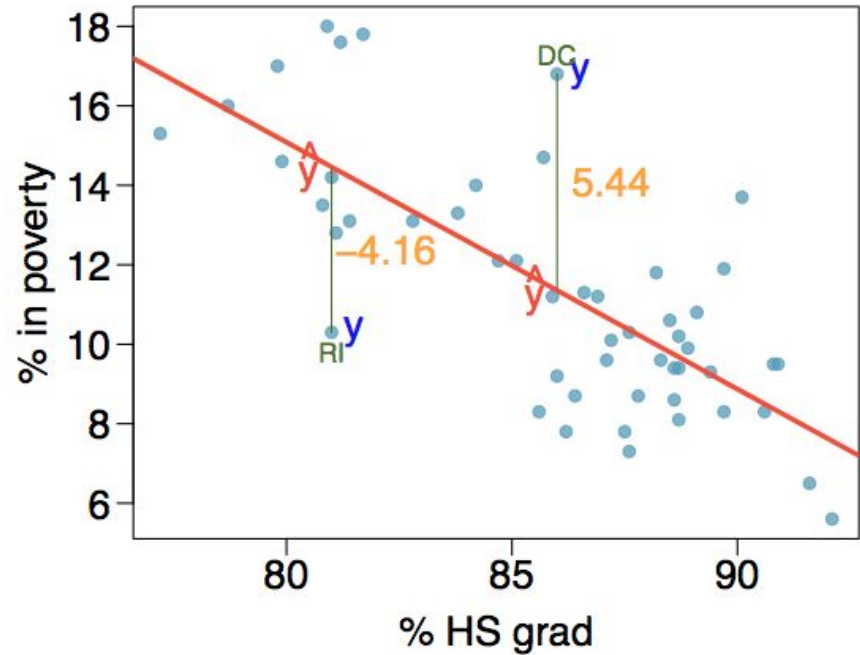 18
16
14
12
10
8
6
% in poverty
DC
y
5.44
ŷ
−4.16
ŷ
y
RI
80
85
90
% HS grad